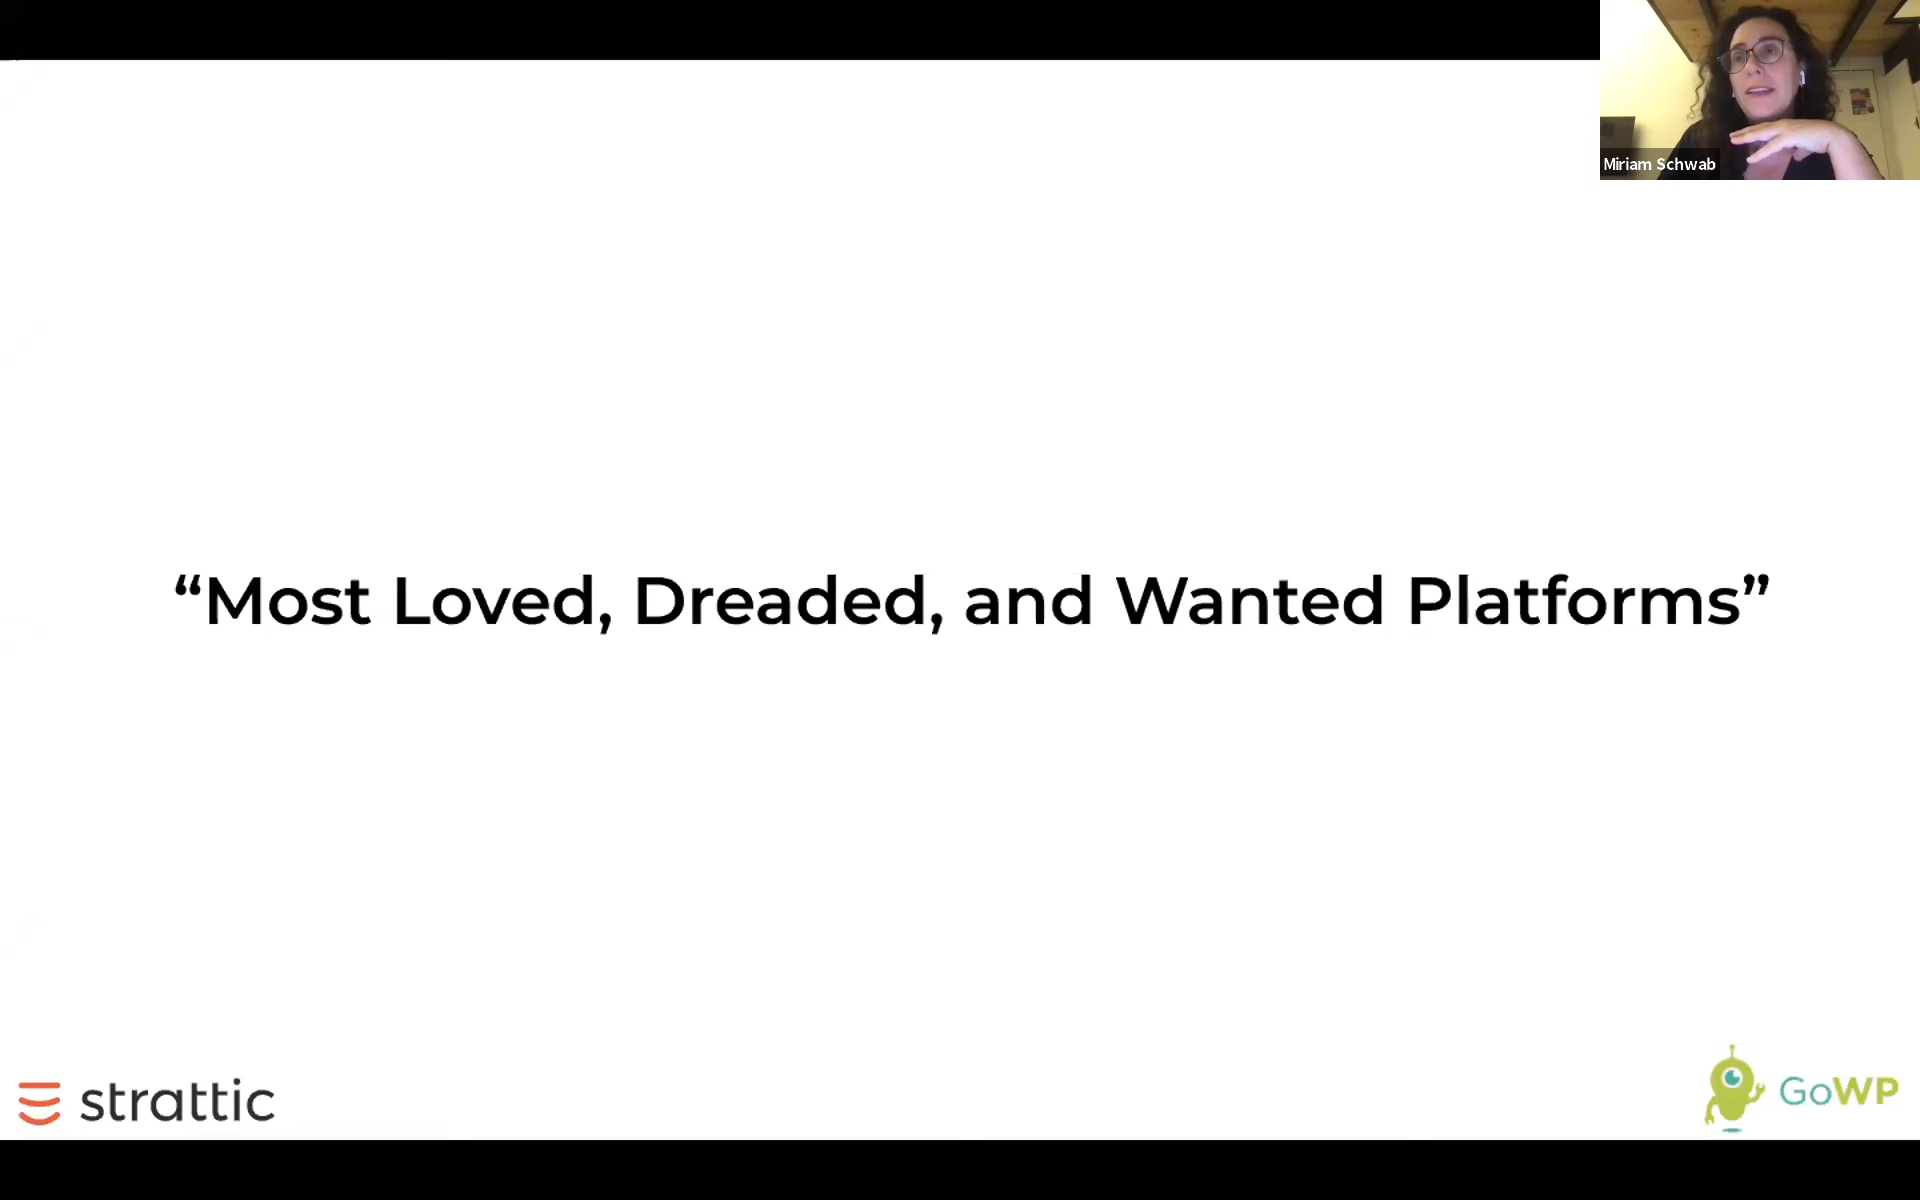 Miriam Schwab
“Most Loved, Dreaded, and Wanted Platforms”
strattic
GoWP